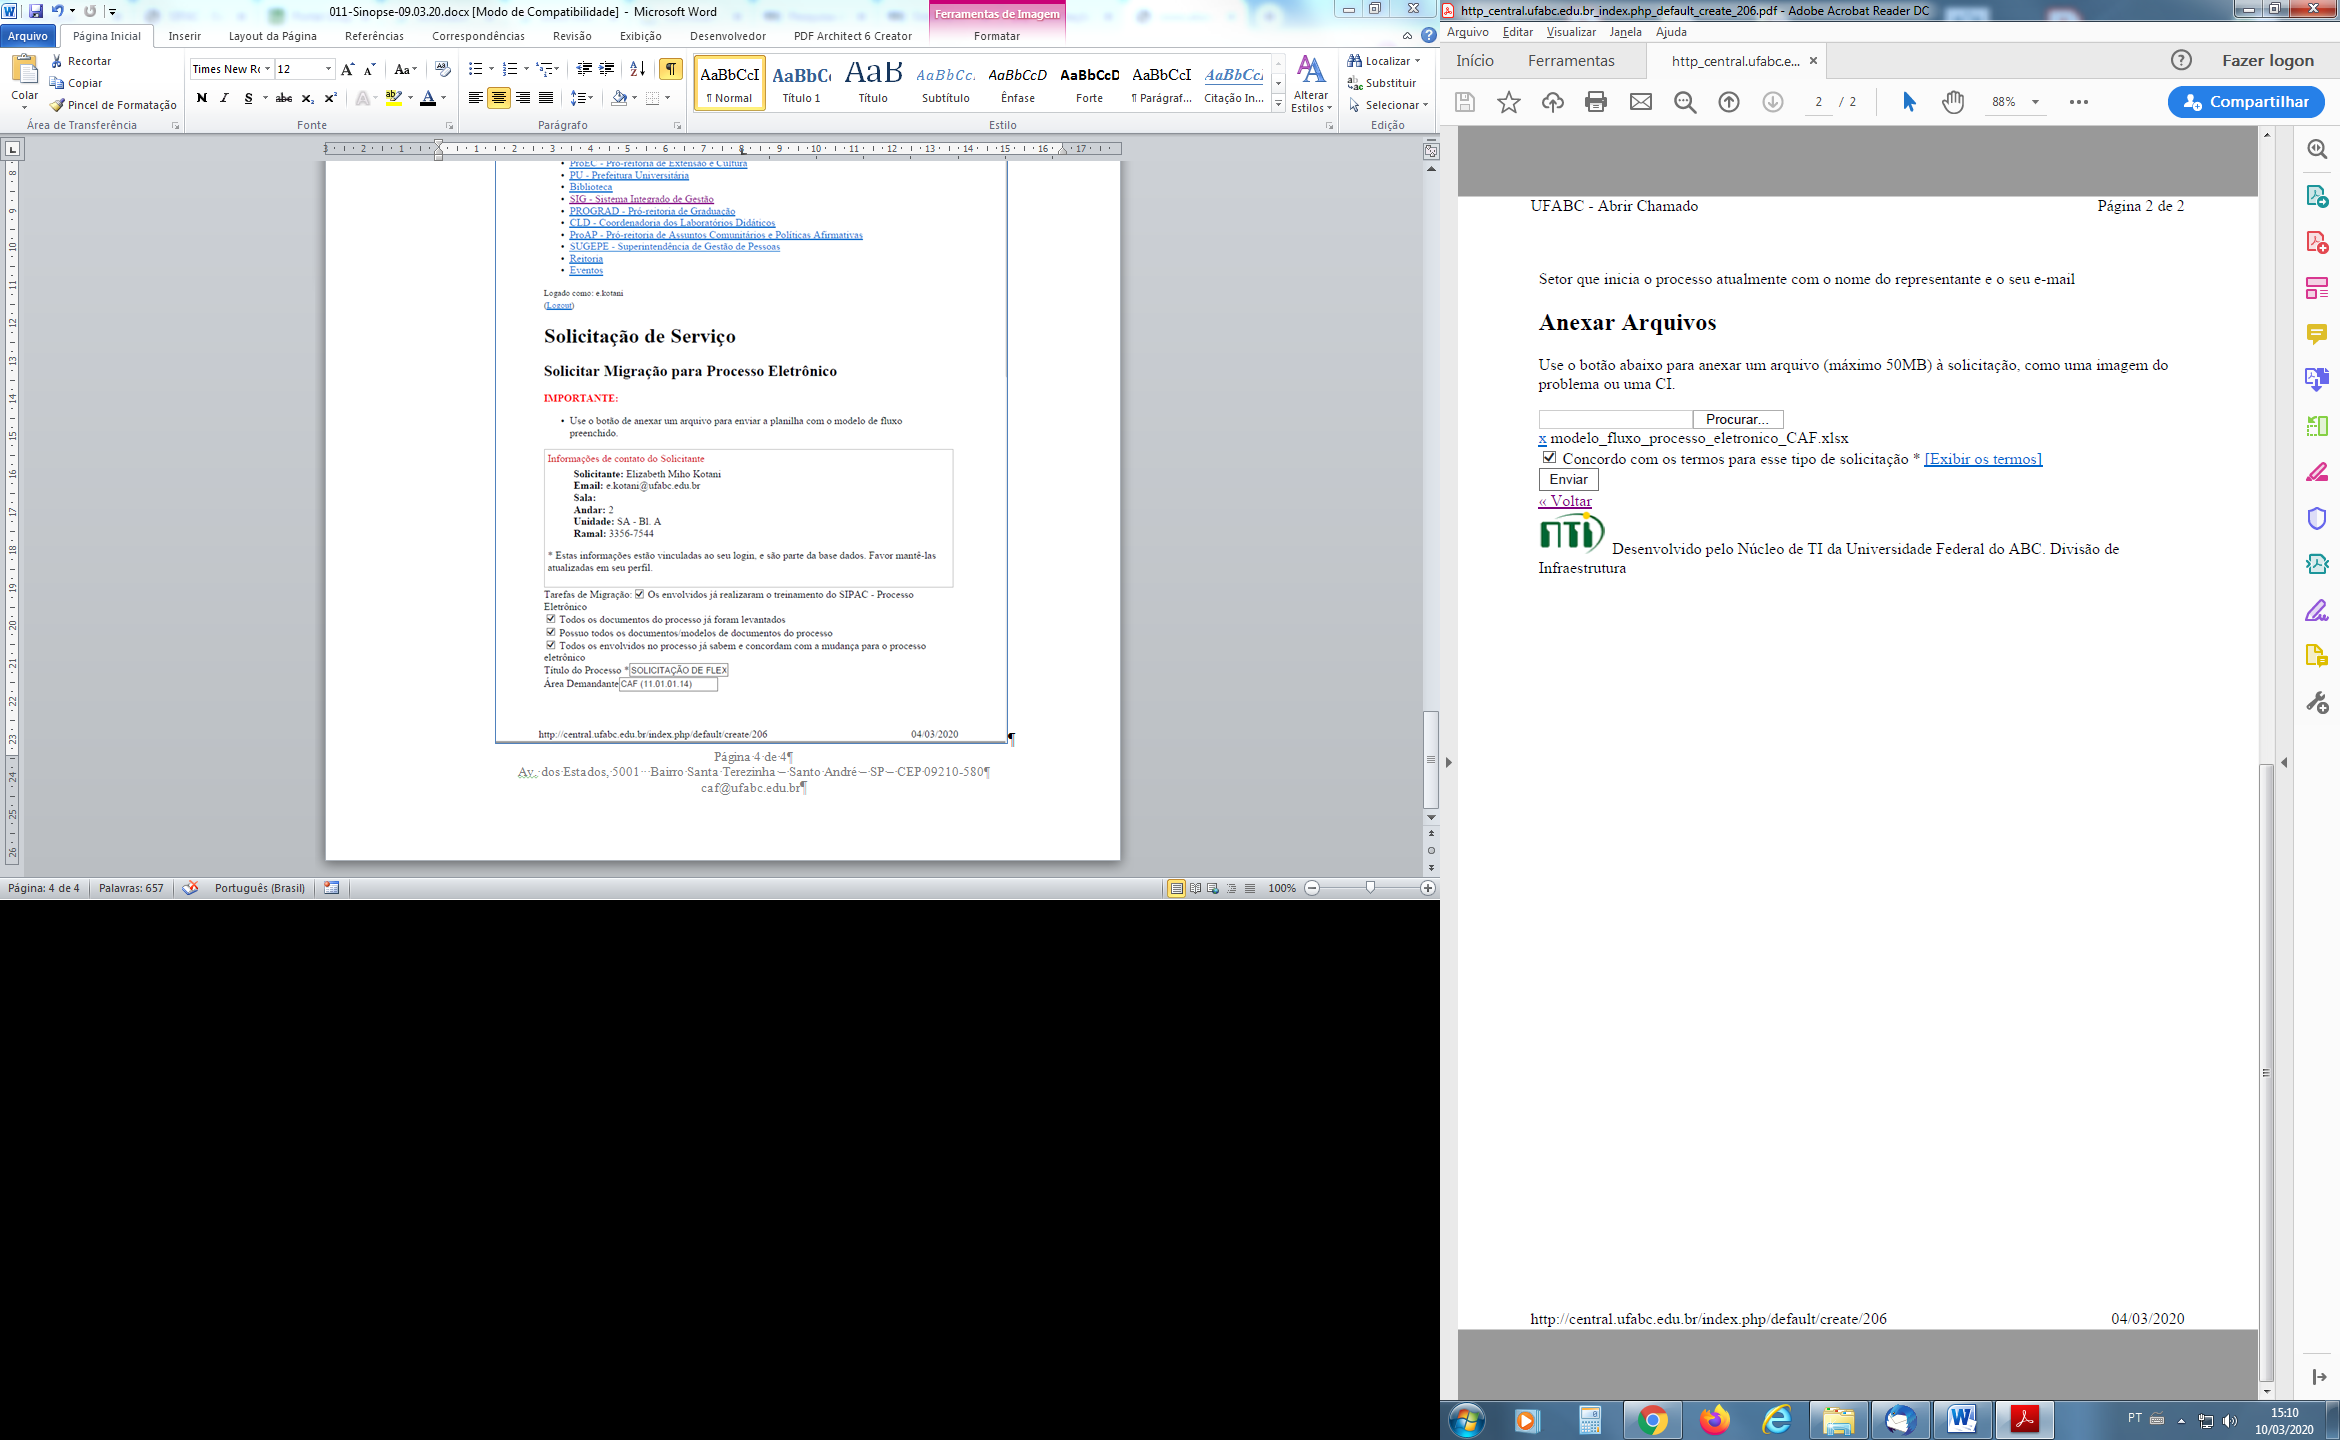 011-Sinopse-09.03.20.docx [Modo de Compatibilidade] - Microsoft Word
Ferramentas de Imagem
Arquivo
Página Inicial
Inserir
Layout da Página
Referências
Correspondências
Revisão
Exibição
Desenvolvedor
PDF Architect 6 Creator
Formatar
Colar
Recortar
Copiar
Pincel de Formatação
Área de Transferência
Times New Ro
12
Fonte
Parágrafo
AaBbCcI
¶ Normal
AaBbCc
Título 1
AaB
Título
AaBbCc.
Subtítulo
AaBbCcD
Ênfase
AaBbCcD
Forte
AaBbCcI
¶ Parágraf...
AaBbCcI
Citação In...
Alterar Estilos
Estilo
Localizar
Substituir
Selecionar
Edição
• ProEC - Pró-reitoria de Extensão e Cultura
• PU - Prefeitura Universitária
• Biblioteca
• SIG - Sistema Integrado de Gestão
• PROGRAD - Pró-reitoria de Graduação
• CLD - Coordenadoria dos Laboratórios Didáticos
• ProAP - Pró-reitoria de Assuntos Comunitários e Políticas Afirmativas
• SUGEPE - Superintendência de Gestão de Pessoas
• Reitoria
• Eventos
Logado como: e.kotani
(Logout)
Solicitação de Serviço
Solicitar Migração para Processo Eletrônico
IMPORTANTE:
• Use o botão de anexar um arquivo para enviar a planilha com o modelo de fluxo
preenchido.
Informações de contato do Solicitante
Solicitante: Elizabeth Miho Kotani
Email: e.kotani@ufabc.edu.br
Sala:
Andar: 2
Unidade: SA - Bl. A
Ramal: 3356-7544
* Estas informações estão vinculadas ao seu login, e são parte da base dados. Favor mantê-las
atualizadas em seu perfil.
Tarefas de Migração: Os envolvidos já realizaram o treinamento do SIPAC - Processo
Eletrônico
Todos os documentos do processo já foram levantados
Possuo todos os documentos/modelos de documentos do processo
Todos os envolvidos no processo já sabem e concordam com a mudança para o processo
eletrônico
Título do Processo * SOLICITAÇÃO DE FLEX
Área Demandante CAF (11.01.01.14)
http://central.ufabc.edu.br/index.php/default/create/206 04/03/2020
Página 4 de 4¶
Av. dos Estados, 5001 – Bairro Santa Terezinha – Santo André – SP – CEP 09210-580¶
caf@ufabc.edu.br¶
Página: 4 de 4
Palavras: 657
Português (Brasil)
100%
http_central.ufabc.edu.br_index.php_default_create_206.pdf - Adobe Acrobat Reader DC
Arquivo Editar Visualizar Janela Ajuda
Início
Ferramentas
http_central.ufabc.e...
Fazer logon
2 / 2
88%
Compartilhar
UFABC - Abrir Chamado
Página 2 de 2
Setor que inicia o processo atualmente com o nome do representante e o seu e-mail
Anexar Arquivos
Use o botão abaixo para anexar um arquivo (máximo 50MB) à solicitação, como uma imagem do
problema ou uma CI.
Procurar...
x modelo_fluxo_processo_eletronico_CAF.xlsx
Concordo com os termos para esse tipo de solicitação * [Exibir os termos]
Enviar
« Voltar
NTi Desenvolvido pelo Núcleo de TI da Universidade Federal do ABC. Divisão de
Infraestrutura
http://central.ufabc.edu.br/index.php/default/create/206
04/03/2020
PT
15:10
10/03/2020